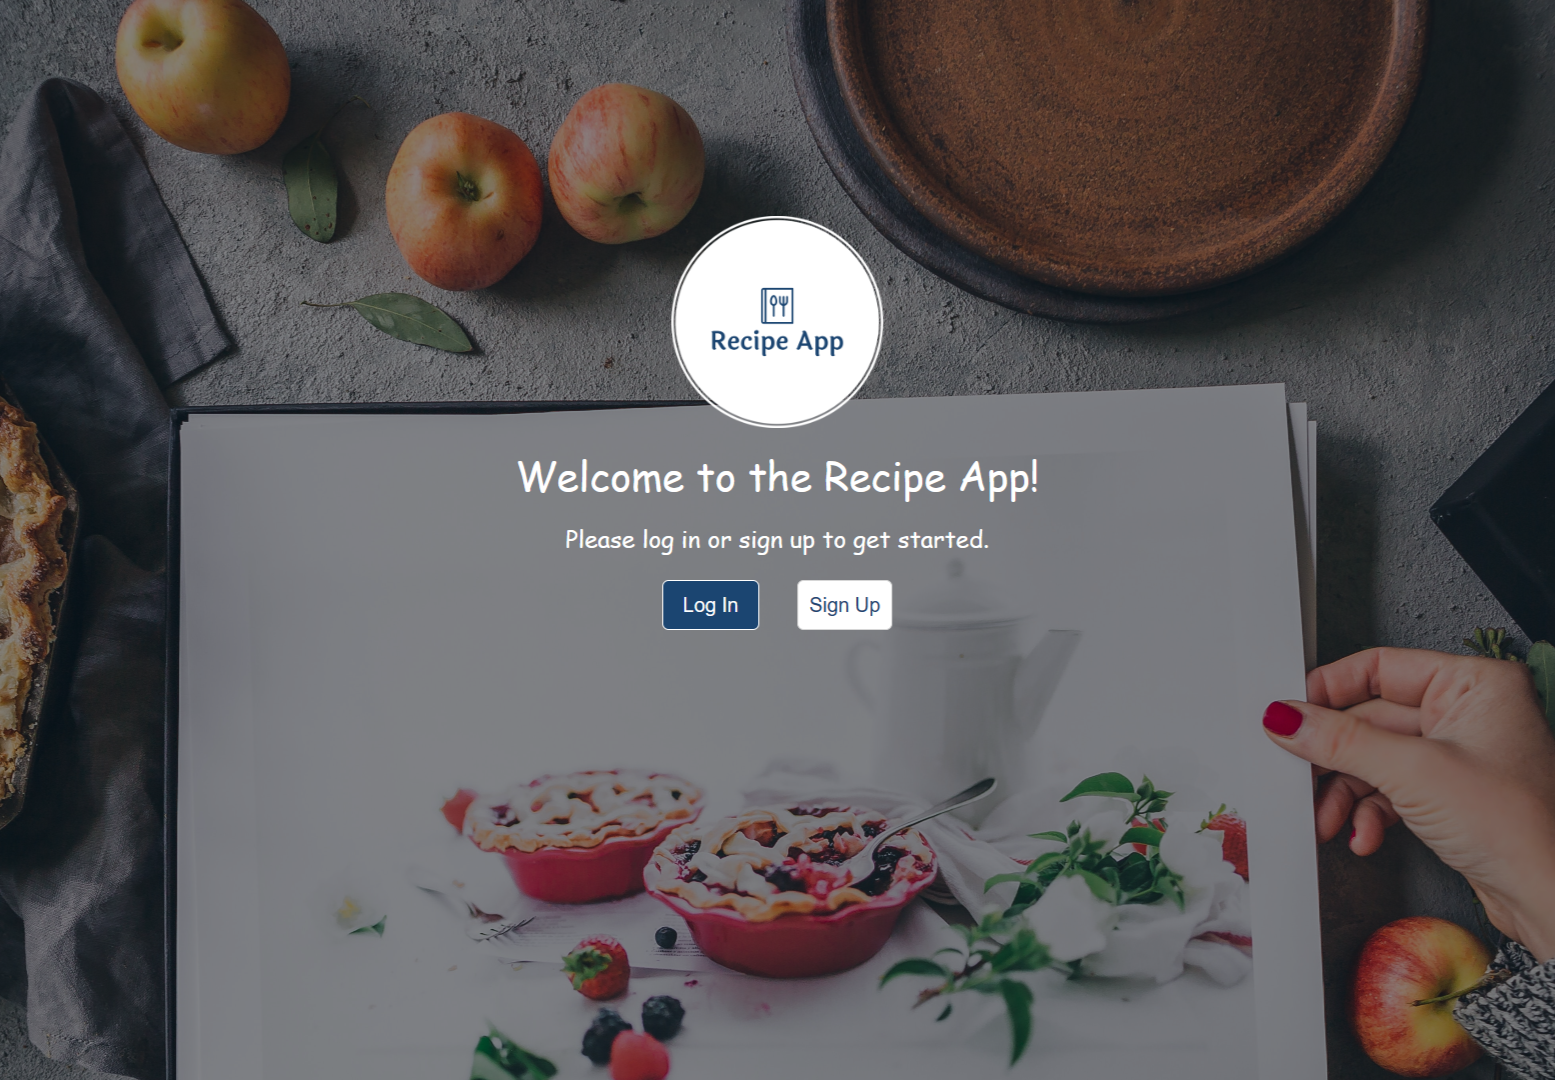 Recipe App
Welcome to the Recipe App!
Please log in or sign up to get started.
Log In
Sign Up